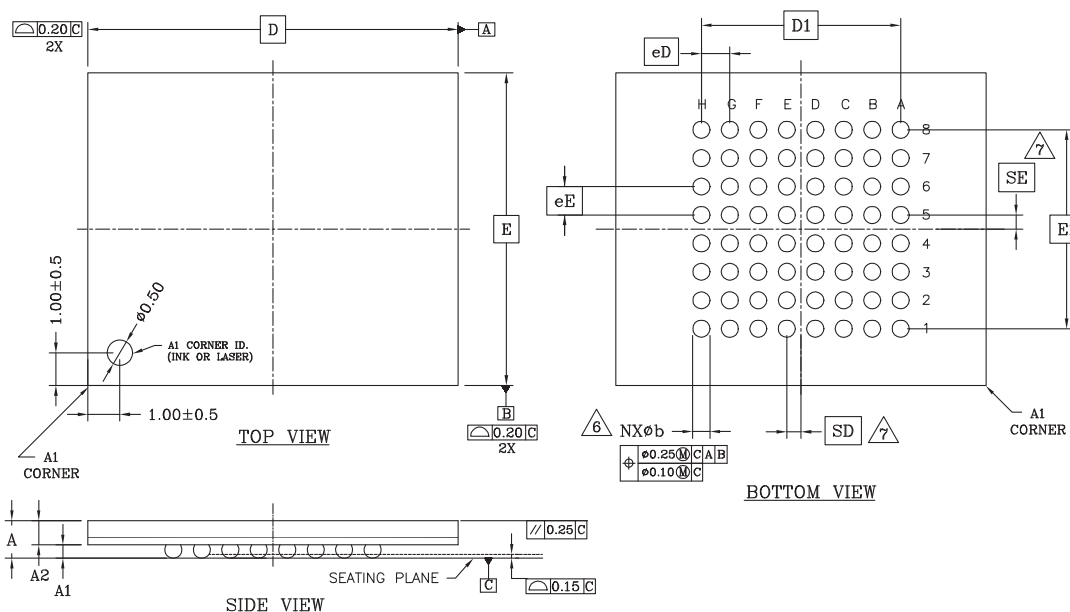 ⌓ 0.20 C
2X
D
A
E
1.00±0.5
ø0.50
A1 CORNER ID.
(INK OR LASER)
1.00±0.5
B
⌓ 0.20 C
2X
A1
CORNER
TOP VIEW
D1
eD
H G F E D C B A
8
7
6
5
4
3
2
1
7
SE
eE
E
6 NXøb
SD 7
⌖ ø0.25Ⓜ C A B
ø0.10Ⓜ C
A1
CORNER
BOTTOM VIEW
A
A2
A1
// 0.25 C
SEATING PLANE
C
⌓ 0.15 C
SIDE VIEW